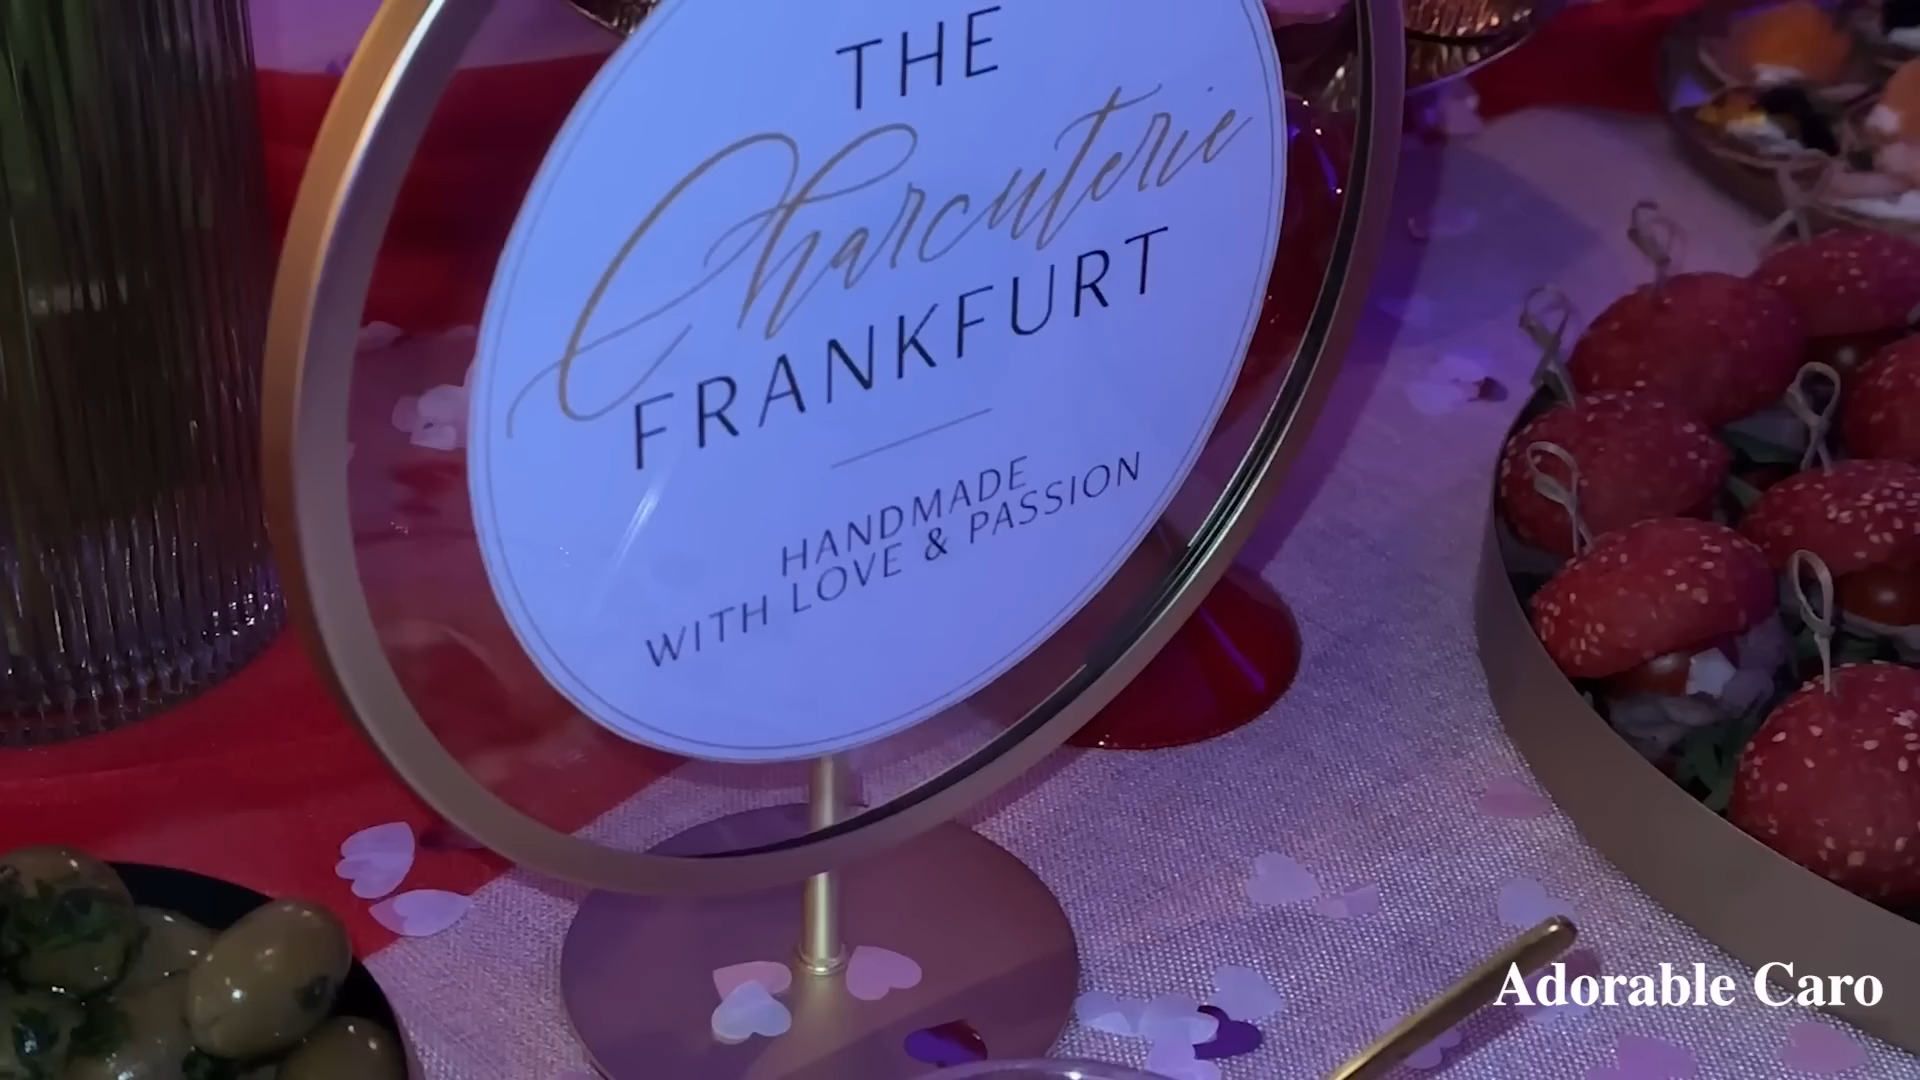 THE
Charcuterie
FRANKFURT
HANDMADE
WITH LOVE & PASSION
Adorable Caro